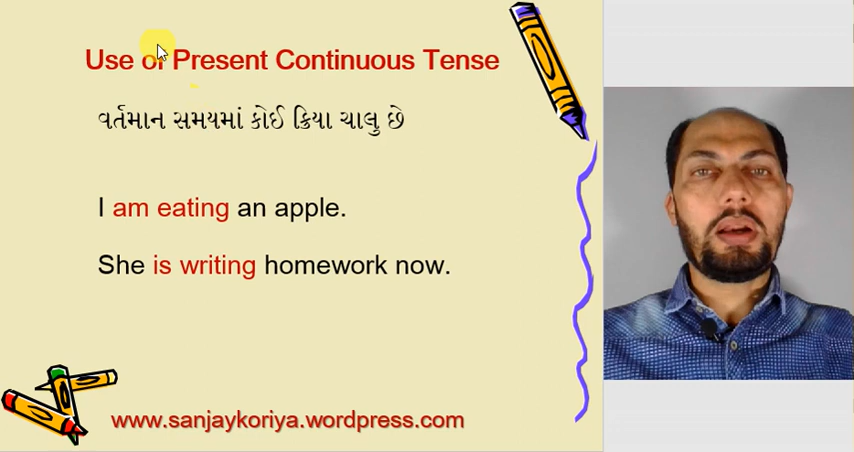 Use of Present Continuous Tense
વર્તમાન સમયમાં કોઈ ક્રિયા ચાલુ છે
I am eating an apple.
She is writing homework now.
www.sanjaykoriya.wordpress.com